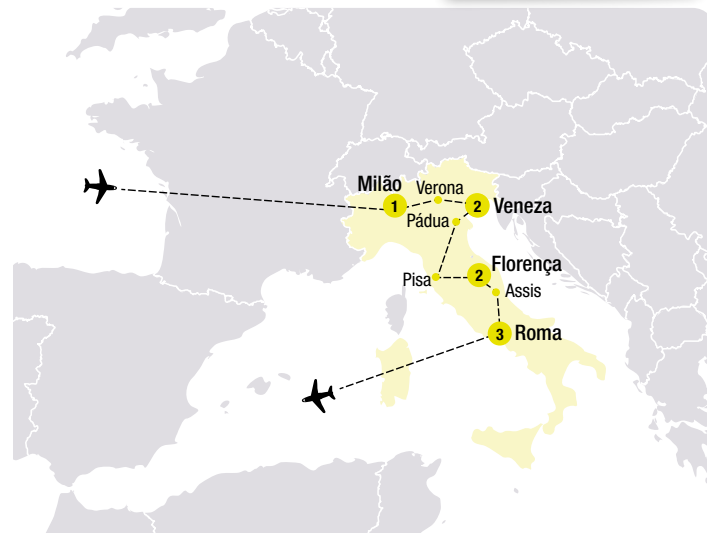 Milão
Verona
1
2
Veneza
Pádua
Florença
Pisa
2
Assis
3
Roma